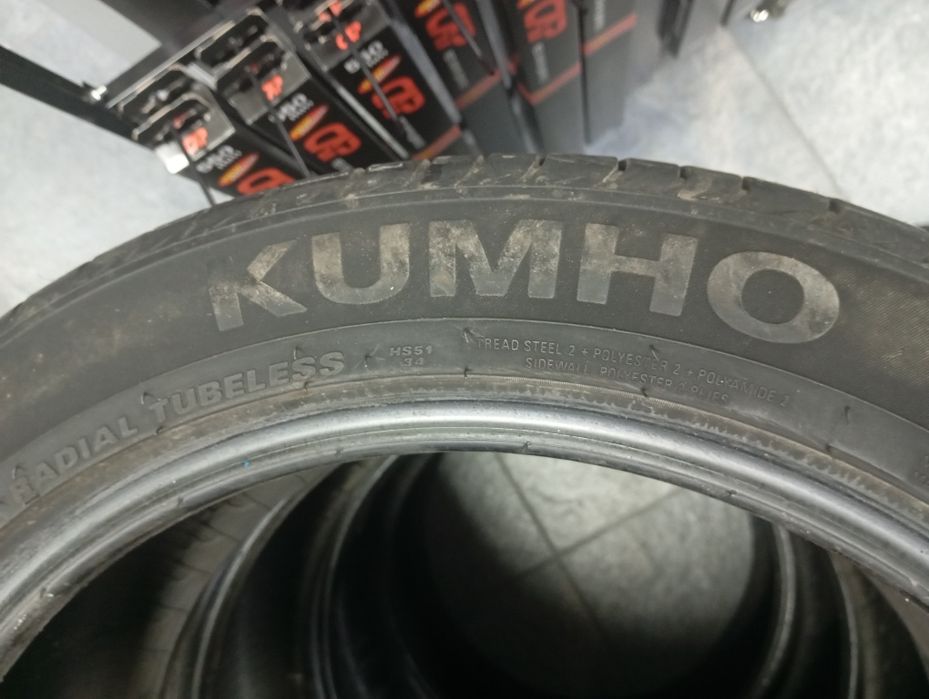 KUMHO
RADIAL TUBELESS
HS51
34
TREAD STEEL 2 + POLYESTER 2 + POLYAMIDE 2
SIDEWALL POLYESTER 2 PLIES